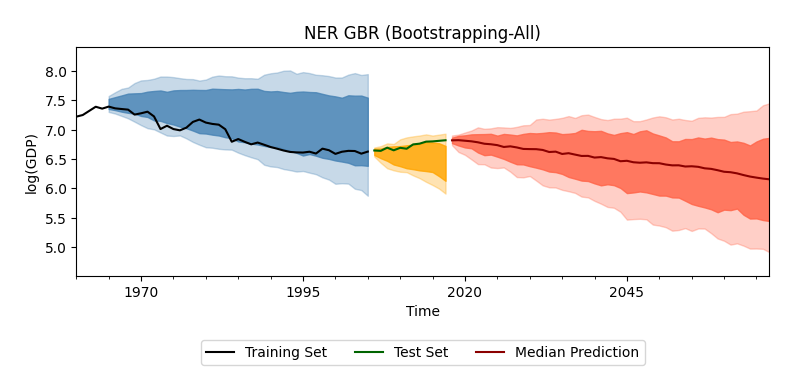 NER GBR (Bootstrapping-All)
8.0
7.5
7.0
6.5
6.0
5.5
5.0
log(GDP)
1970 1995 2020 2045
Time
Training Set Test Set Median Prediction